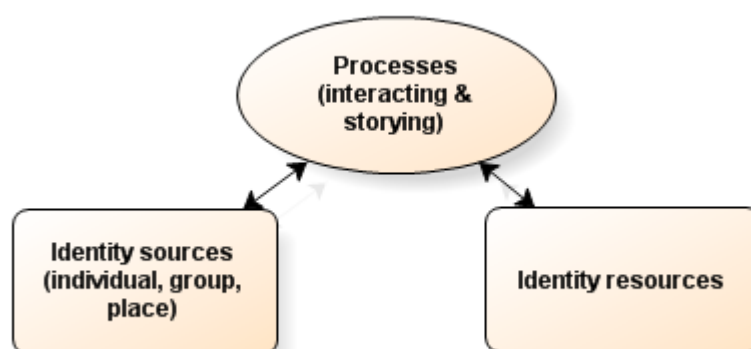 Processes
(interacting &
storying)
Identity sources
(individual, group,
place)
Identity resources